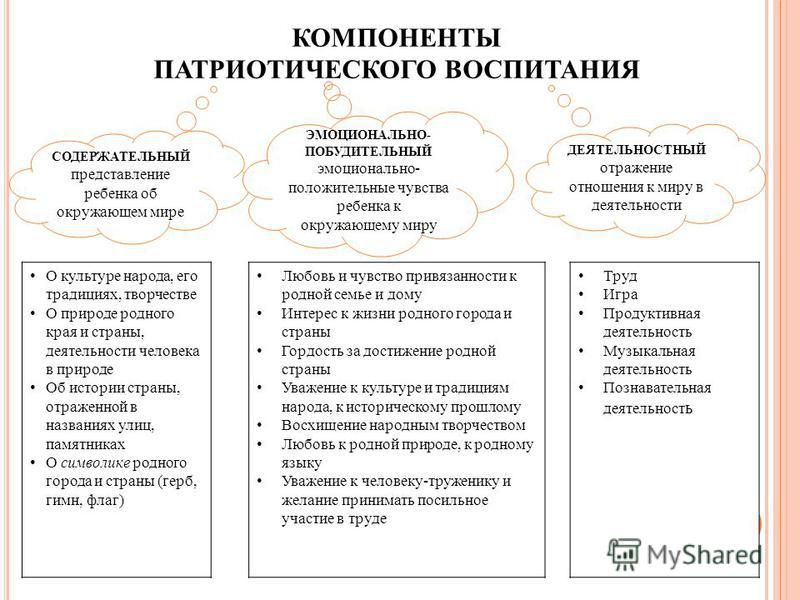 КОМПОНЕНТЫ
ПАТРИОТИЧЕСКОГО ВОСПИТАНИЯ
СОДЕРЖАТЕЛЬНЫЙ
представление
ребенка об
окружающем мире
ЭМОЦИОНАЛЬНО-
ПОБУДИТЕЛЬНЫЙ
эмоционально-
положительные чувства
ребенка к
окружающему миру
ДЕЯТЕЛЬНОСТНЫЙ
отражение
отношения к миру в
деятельности
• О культуре народа, его
традициях, творчестве
• О природе родного
края и страны,
деятельности человека
в природе
• Об истории страны,
отраженной в
названиях улиц,
памятниках
• О символике родного
города и страны (герб,
гимн, флаг)
• Любовь и чувство привязанности к
родной семье и дому
• Интерес к жизни родного города и
страны
• Гордость за достижение родной
страны
• Уважение к культуре и традициям
народа, к историческому прошлому
• Восхищение народным творчеством
• Любовь к родной природе, к родному
языку
• Уважение к человеку-труженику и
желание принимать посильное
участие в труде
• Труд
• Игра
• Продуктивная
деятельность
• Музыкальная
деятельность
• Познавательная
деятельность
MyShared